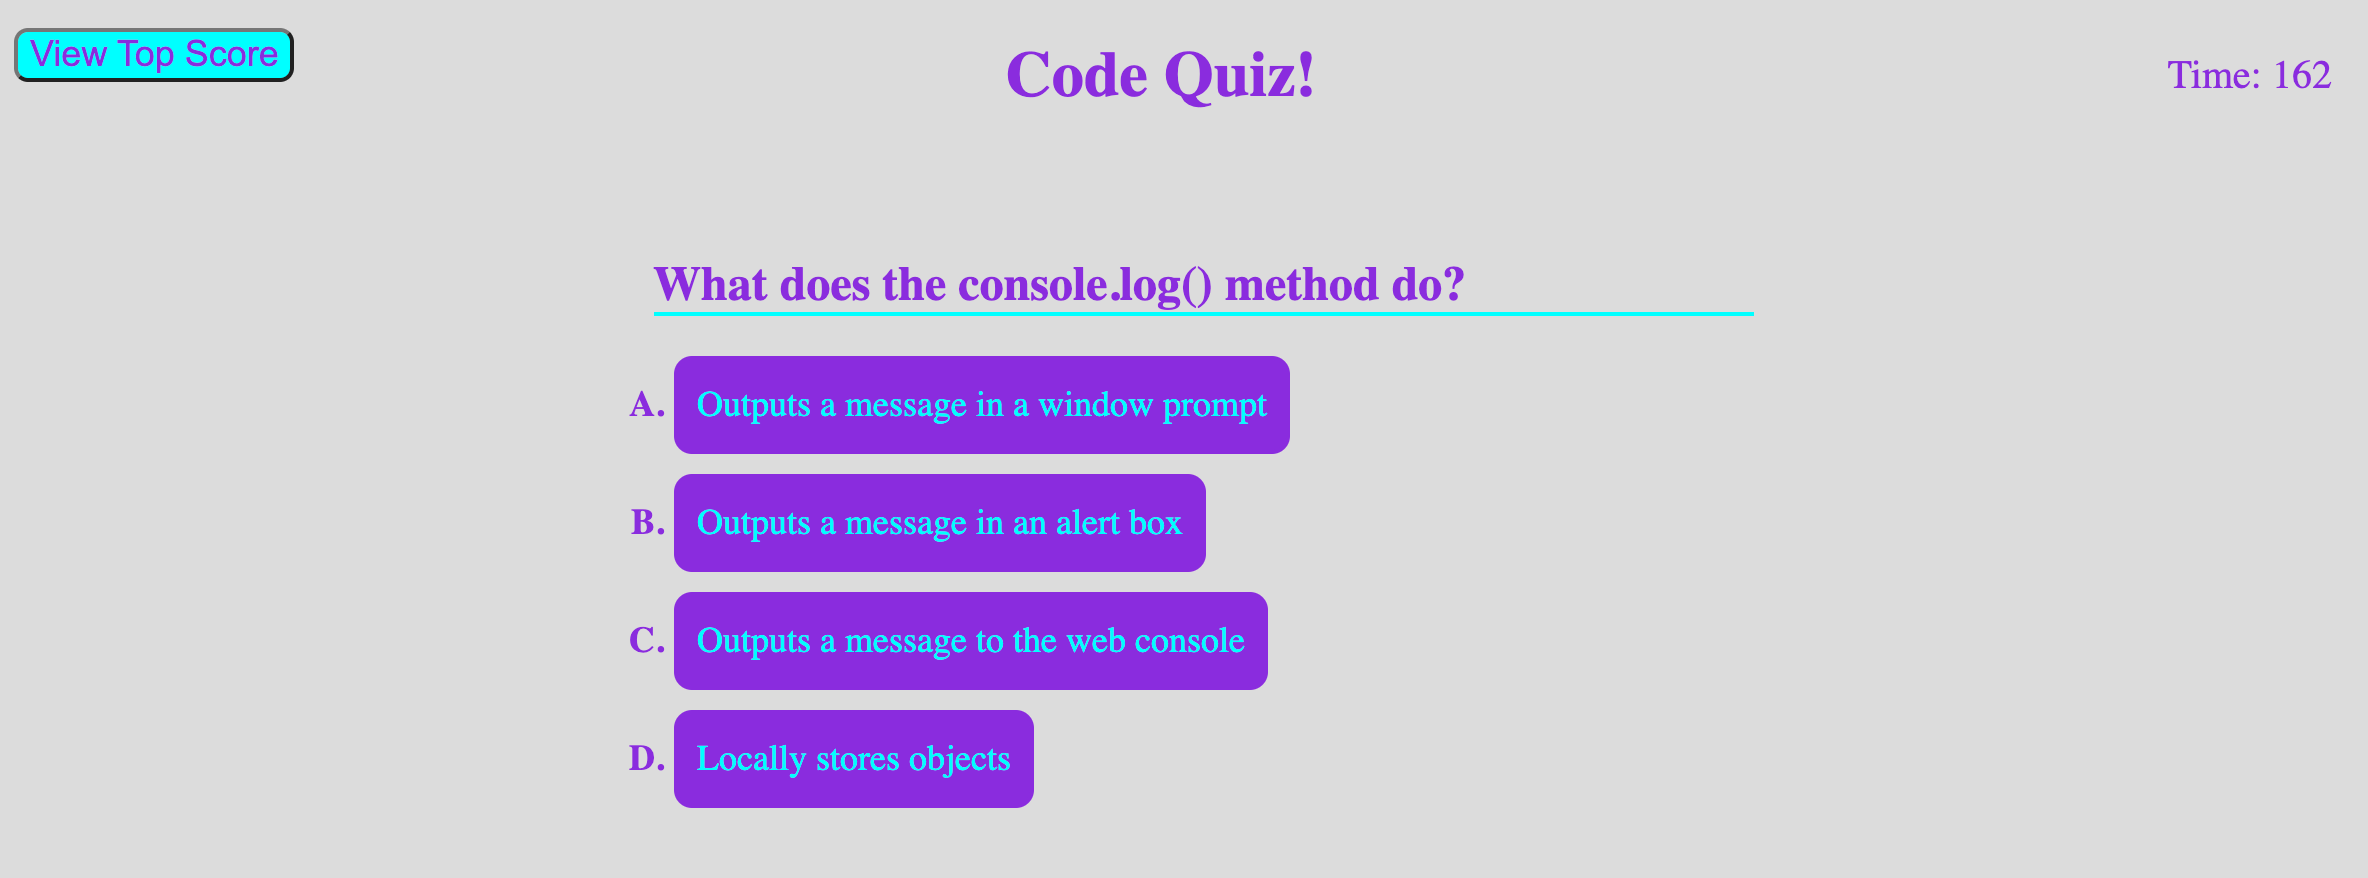 View Top Score
Code Quiz!
Time: 162
What does the console.log() method do?
A. Outputs a message in a window prompt
B. Outputs a message in an alert box
C. Outputs a message to the web console
D. Locally stores objects